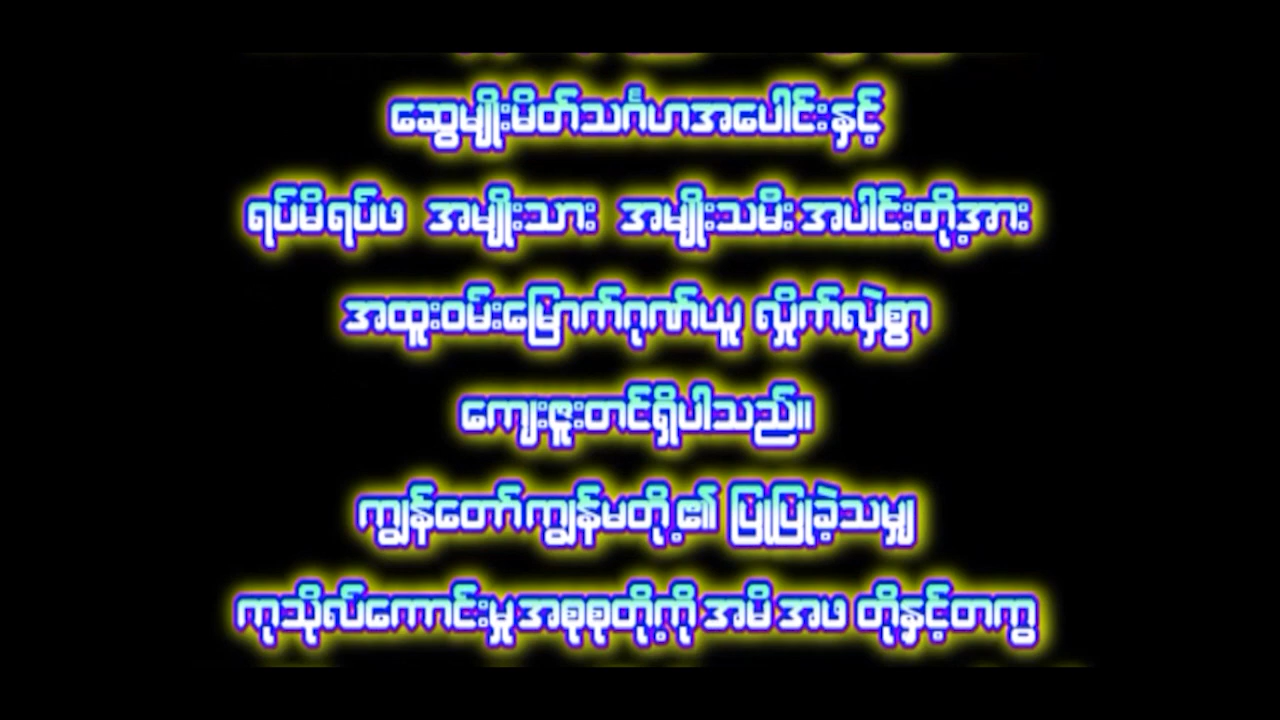 ဆွေမျိုးမိတ်သင်္ဂဟအပေါင်းနှင့်
ရပ်မိရပ်ဖ အမျိုးသား အမျိုးသမီးအပါင်းတို့အား
အထူးဝမ်းမြောက်ဂုဏ်ယူ လှိုက်လှဲစွာ
ကျေးဇူးတင်ရှိပါသည်။
ကျွန်တော်ကျွန်မတို့၏ ပြုပြုခဲ့သမျှ
ကုသိုလ်ကောင်းမှုအစုစုတို့ကို အမိအဖ တို့နှင့်တကွ